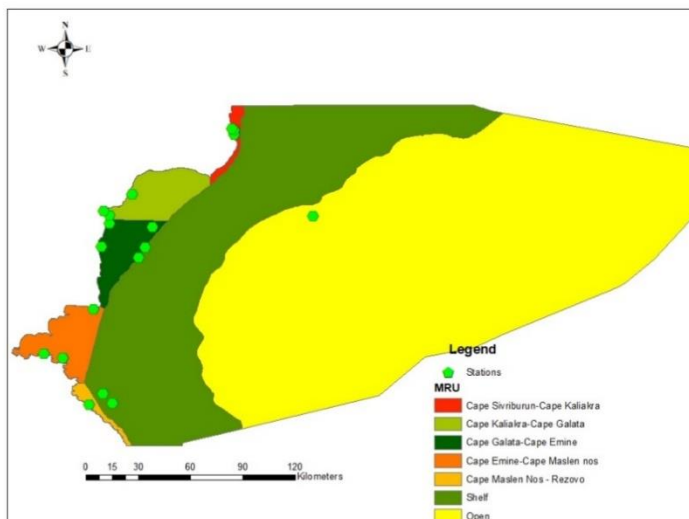 N
W E
S
Legend
Stations
MRU
Cape Sivriburun-Cape Kaliakra
Cape Kaliakra-Cape Galata
Cape Galata-Cape Emine
Cape Emine-Cape Maslen nos
Cape Maslen Nos - Rezovo
Shelf
Open
0 15 30 60 90 120
Kilometers